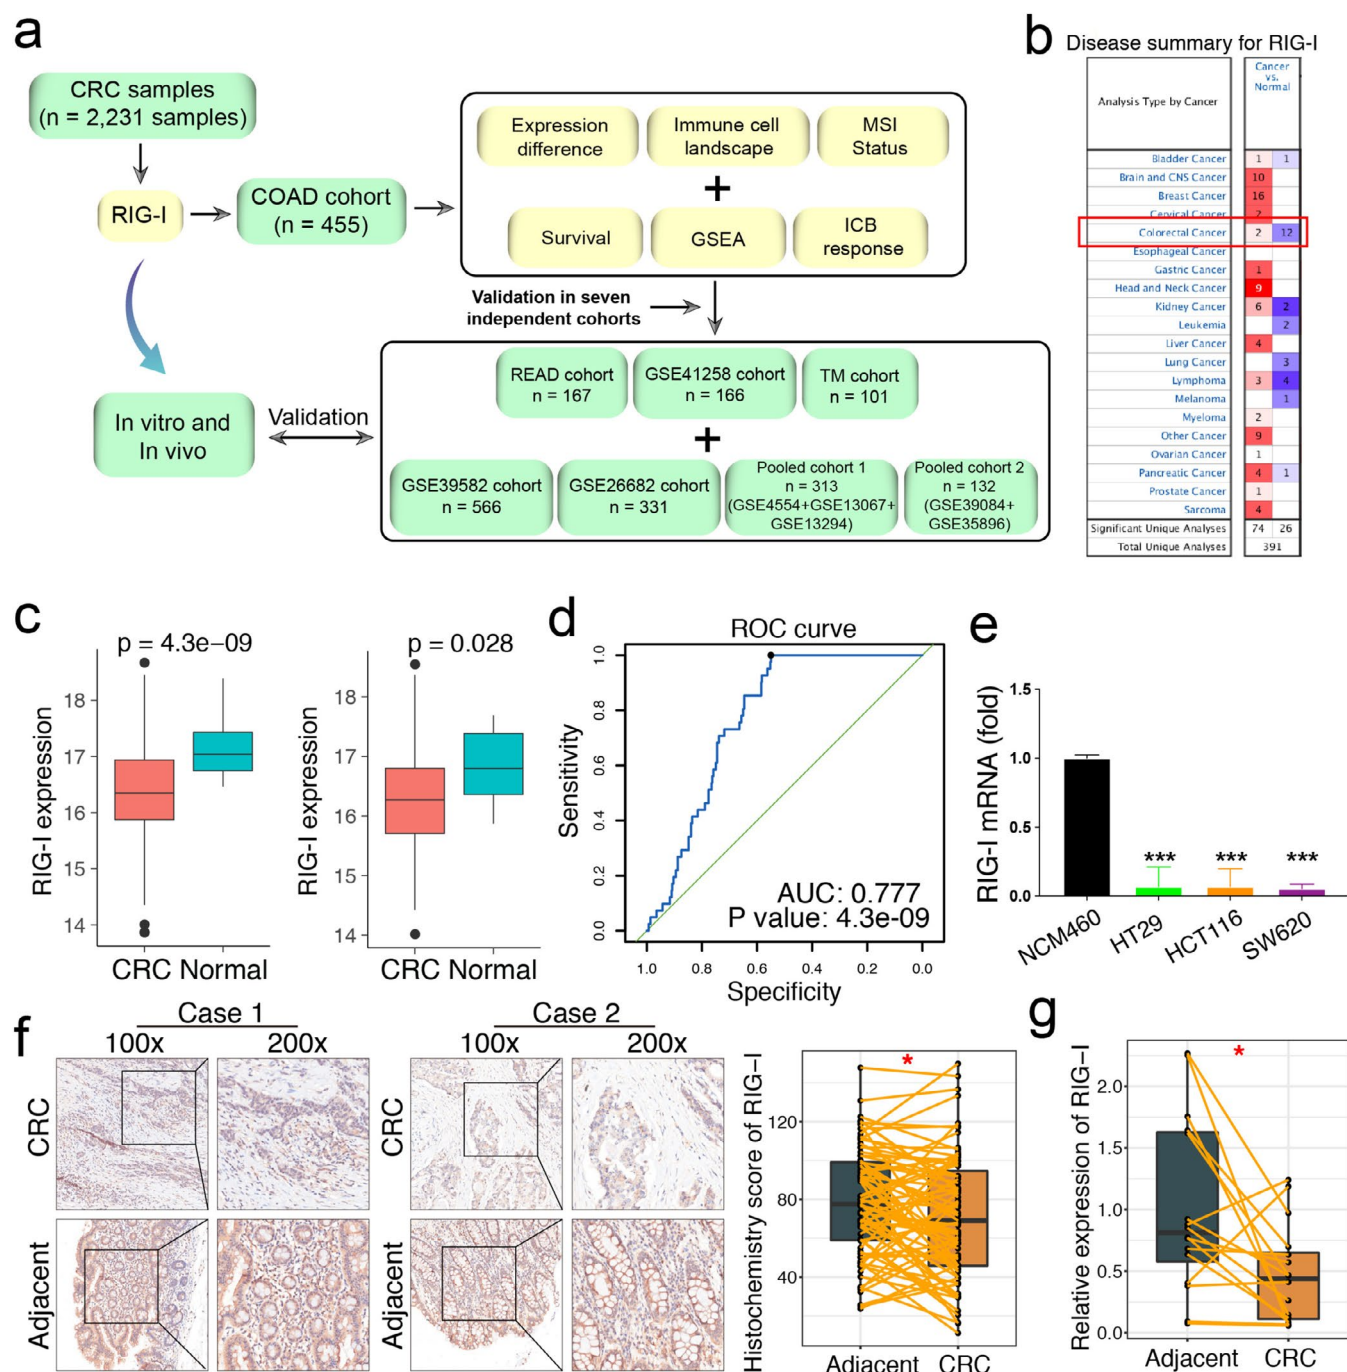 a
CRC samples
(n = 2,231 samples)
RIG-I
COAD cohort
(n = 455)
Expression
difference
Immune cell
landscape
MSI
Status
+
Survival
GSEA
ICB
response
Validation in seven
independent cohorts
READ cohort
n = 167
GSE41258 cohort
n = 166
TM cohort
n = 101
+
GSE39582 cohort
n = 566
GSE26682 cohort
n = 331
Pooled cohort 1
n = 313
(GSE4554+GSE13067+
GSE13294)
Pooled cohort 2
n = 132
(GSE39084+
GSE35896)
In vitro and
In vivo
Validation
b
Disease summary for RIG-I
Analysis Type by Cancer
Cancer
vs.
Normal
Bladder Cancer 1 1
Brain and CNS Cancer 10
Breast Cancer 16
Cervical Cancer 2
Colorectal Cancer 2 12
Esophageal Cancer
Gastric Cancer 1
Head and Neck Cancer 9
Kidney Cancer 6 2
Leukemia 2
Liver Cancer 4
Lung Cancer 3
Lymphoma 3 4
Melanoma 1
Myeloma 2
Other Cancer 9
Ovarian Cancer 1
Pancreatic Cancer 4 1
Prostate Cancer 1
Sarcoma 4
Significant Unique Analyses 74 26
Total Unique Analyses 391
c
p = 4.3e−09
RIG-I expression
18
17
16
15
14
CRC Normal
p = 0.028
RIG-I expression
18
17
16
15
14
CRC Normal
d
ROC curve
Sensitivity
1.0
0.8
0.6
0.4
0.2
0.0
AUC: 0.777
P value: 4.3e-09
1.0 0.8 0.6 0.4 0.2 0.0
Specificity
e
RIG-I mRNA (fold)
1.5
1.0
0.5
0.0
*** *** ***
NCM460 HT29 HCT116 SW620
f
Case 1
100x 200x
Case 2
100x 200x
CRC
Adjacent
CRC
Adjacent
Histochemistry score of RIG−I
*
120
80
40
Adjacent CRC
g
Relative expression of RIG−I
*
2.0
1.5
1.0
0.5
0.0
Adjacent CRC